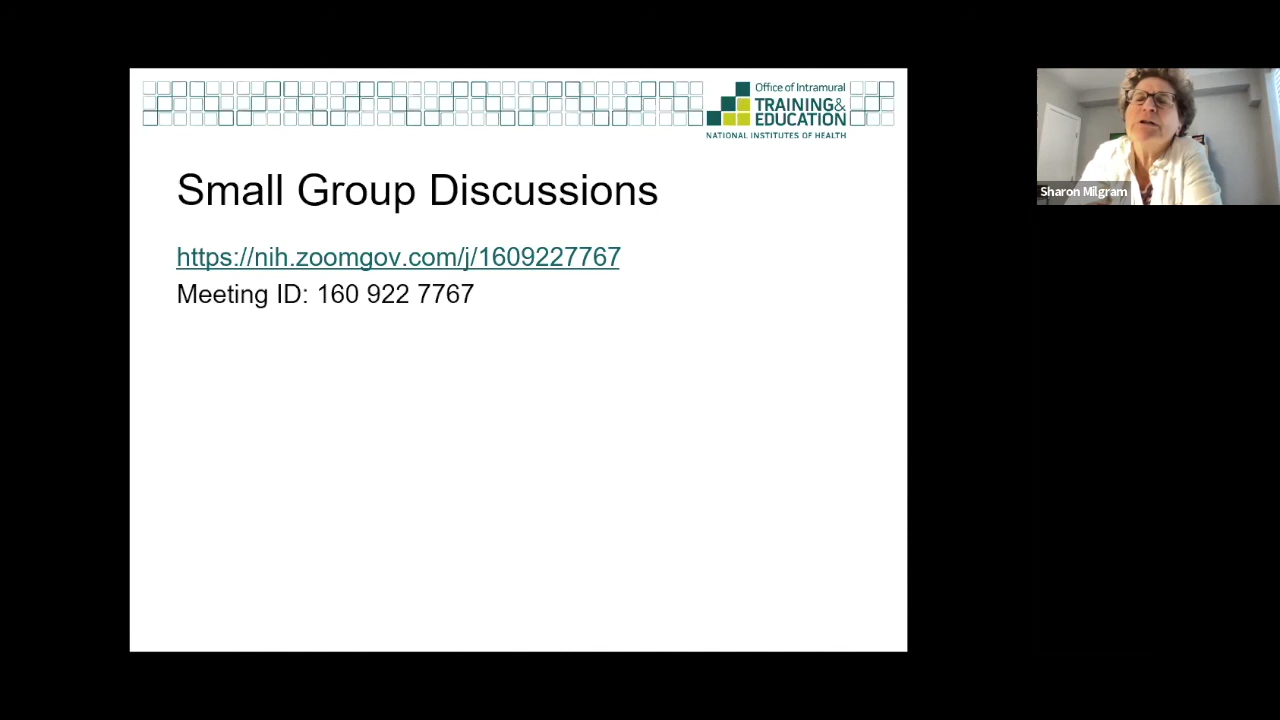 Office of Intramural
TRAINING&
EDUCATION
NATIONAL INSTITUTES OF HEALTH
Small Group Discussions
https://nih.zoomgov.com/j/1609227767
Meeting ID: 160 922 7767
Sharon Milgram